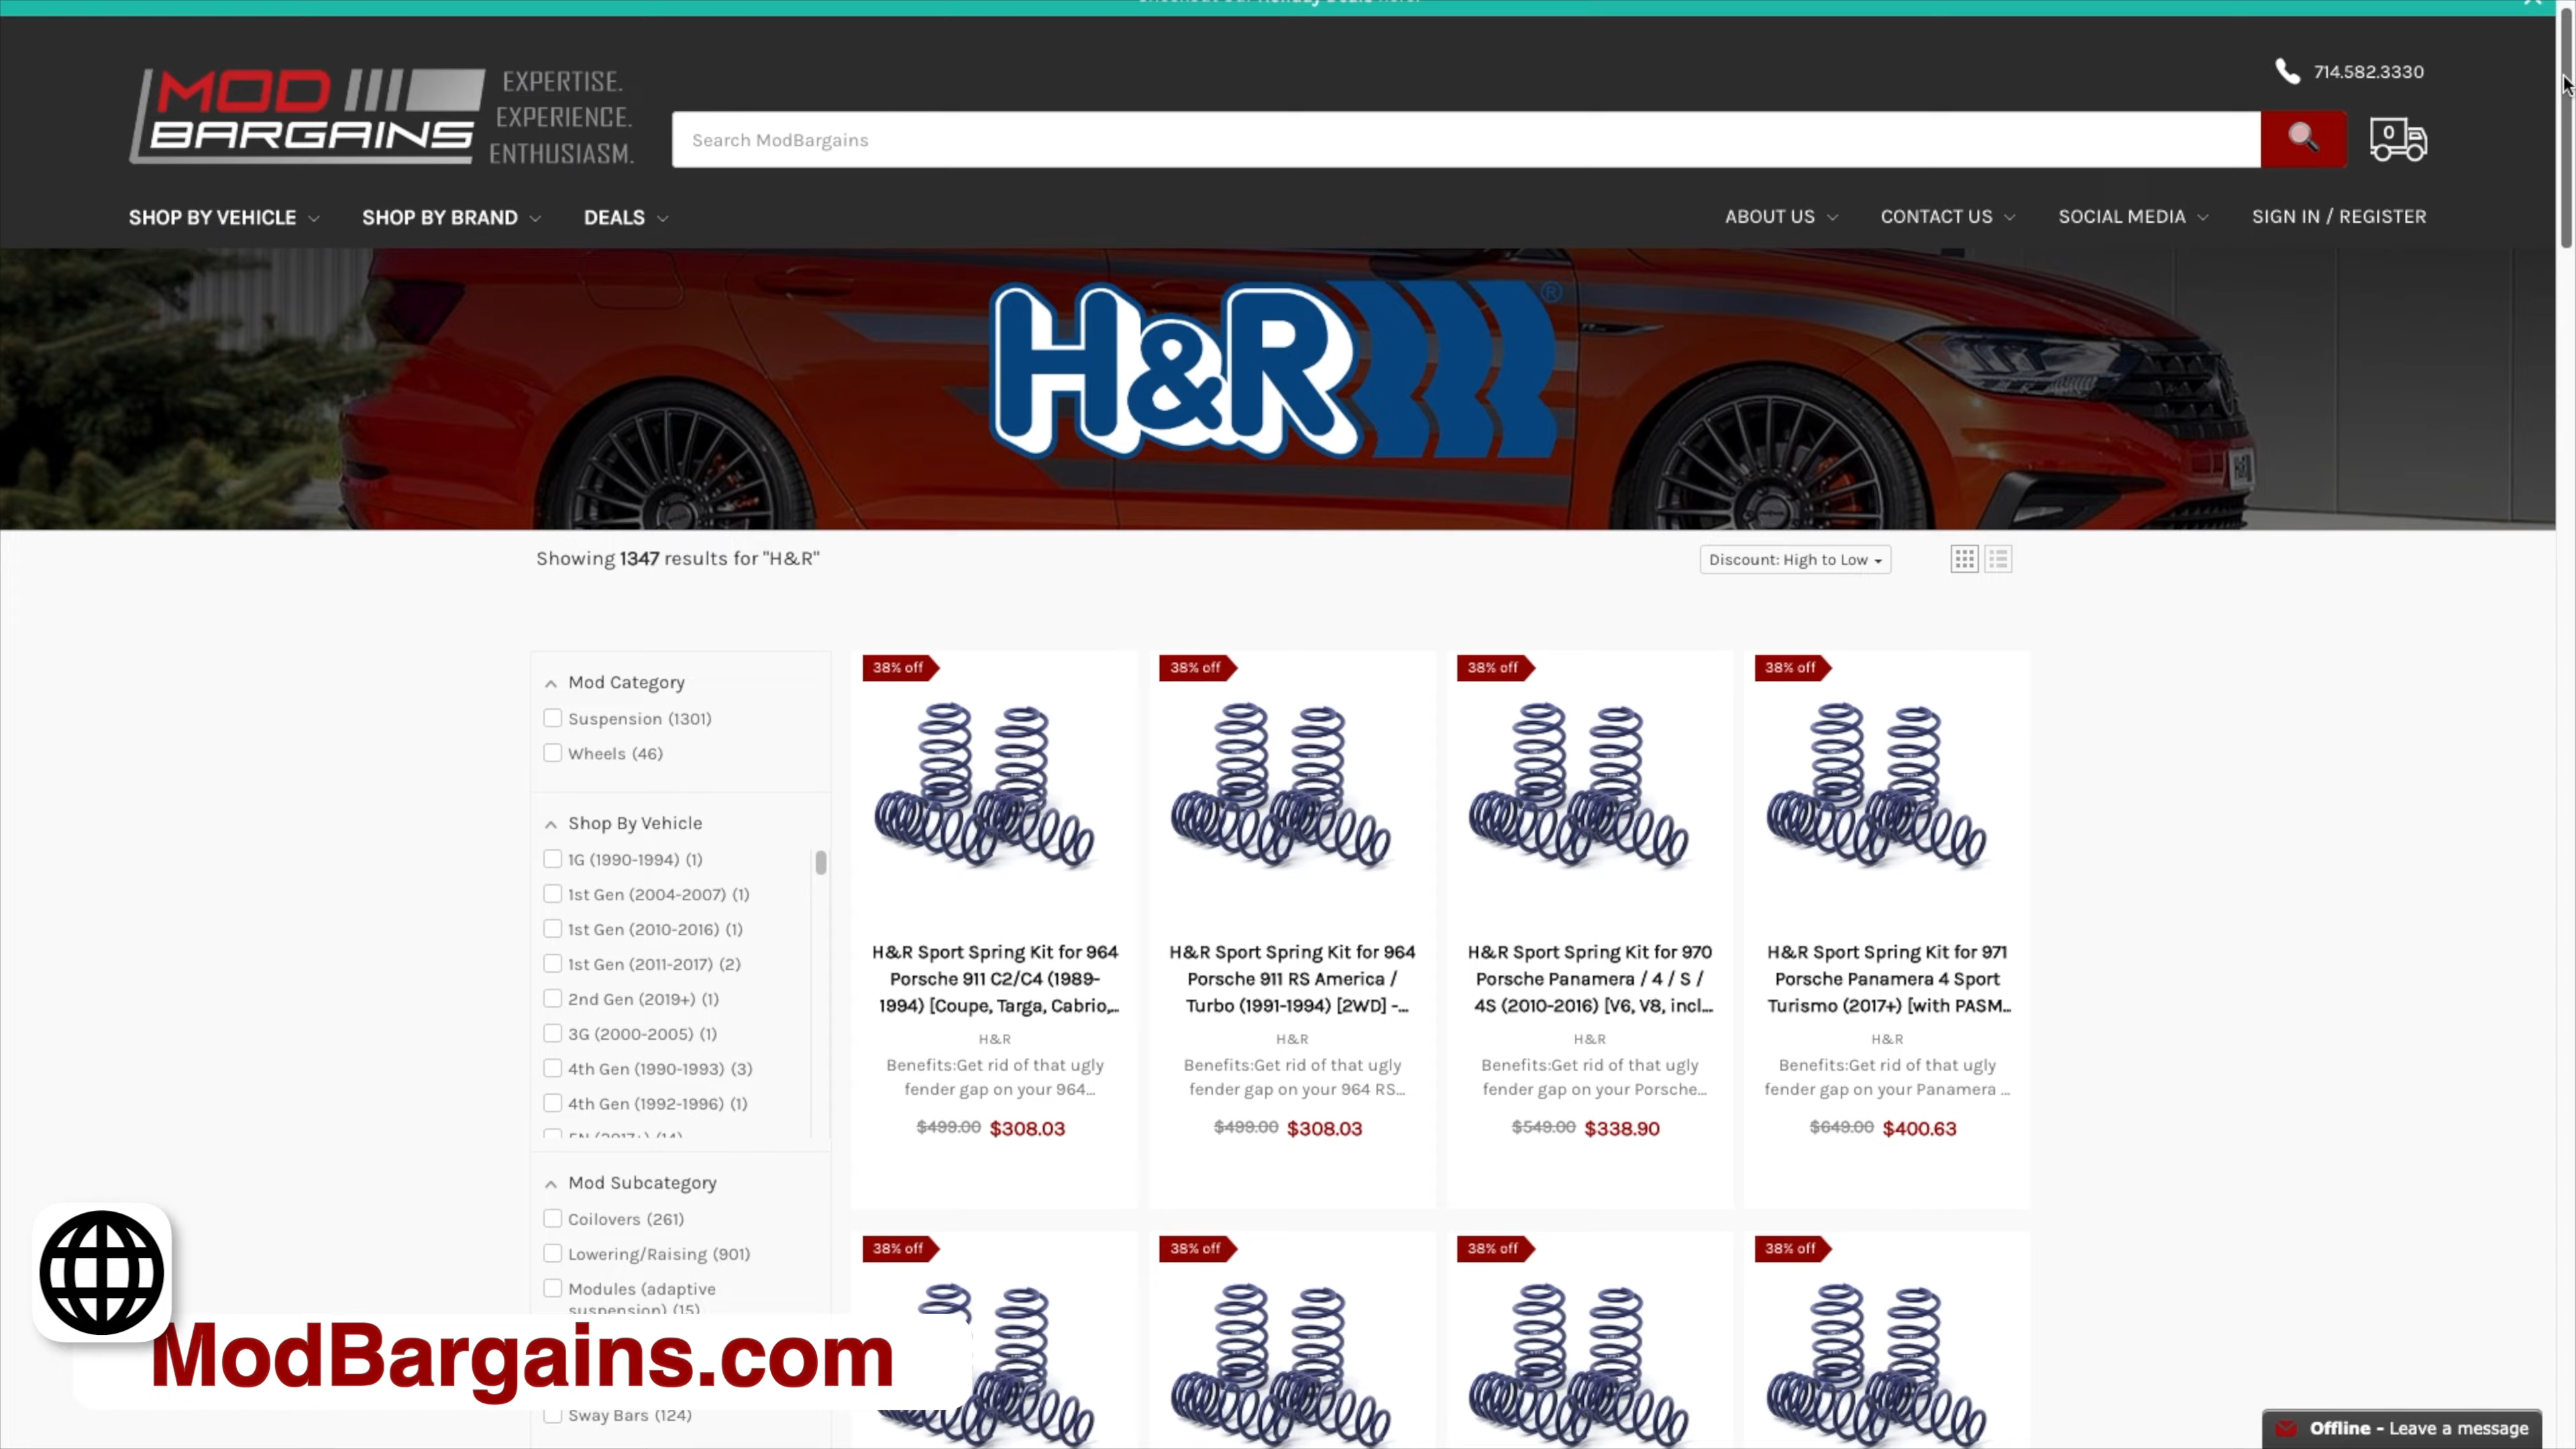 MOD
BARGAINS
EXPERTISE.
EXPERIENCE.
ENTHUSIASM.
714.582.3330
Search ModBargains
0
SHOP BY VEHICLE
SHOP BY BRAND
DEALS
ABOUT US
CONTACT US
SOCIAL MEDIA
SIGN IN / REGISTER
H&R®
Showing 1347 results for "H&R"
Discount: High to Low
Mod Category
Suspension (1301)
Wheels (46)
Shop By Vehicle
1G (1990-1994) (1)
1st Gen (2004-2007) (1)
1st Gen (2010-2016) (1)
1st Gen (2011-2017) (2)
2nd Gen (2019+) (1)
3G (2000-2005) (1)
4th Gen (1990-1993) (3)
4th Gen (1992-1996) (1)
Mod Subcategory
Coilovers (261)
Lowering/Raising (901)
Modules (adaptive
suspension) (15)
Sway Bars (124)
38% off
H&R Sport Spring Kit for 964
Porsche 911 C2/C4 (1989-
1994) [Coupe, Targa, Cabrio,...
H&R
Benefits:Get rid of that ugly
fender gap on your 964...
$499.00 $308.03
38% off
H&R Sport Spring Kit for 964
Porsche 911 RS America /
Turbo (1991-1994) [2WD] -...
H&R
Benefits:Get rid of that ugly
fender gap on your 964 RS...
$499.00 $308.03
38% off
H&R Sport Spring Kit for 970
Porsche Panamera / 4 / S /
4S (2010-2016) [V6, V8, incl...
H&R
Benefits:Get rid of that ugly
fender gap on your Porsche...
$549.00 $338.90
38% off
H&R Sport Spring Kit for 971
Porsche Panamera 4 Sport
Turismo (2017+) [with PASM...
H&R
Benefits:Get rid of that ugly
fender gap on your Panamera ...
$649.00 $400.63
38% off
38% off
38% off
38% off
ModBargains.com
Offline - Leave a message